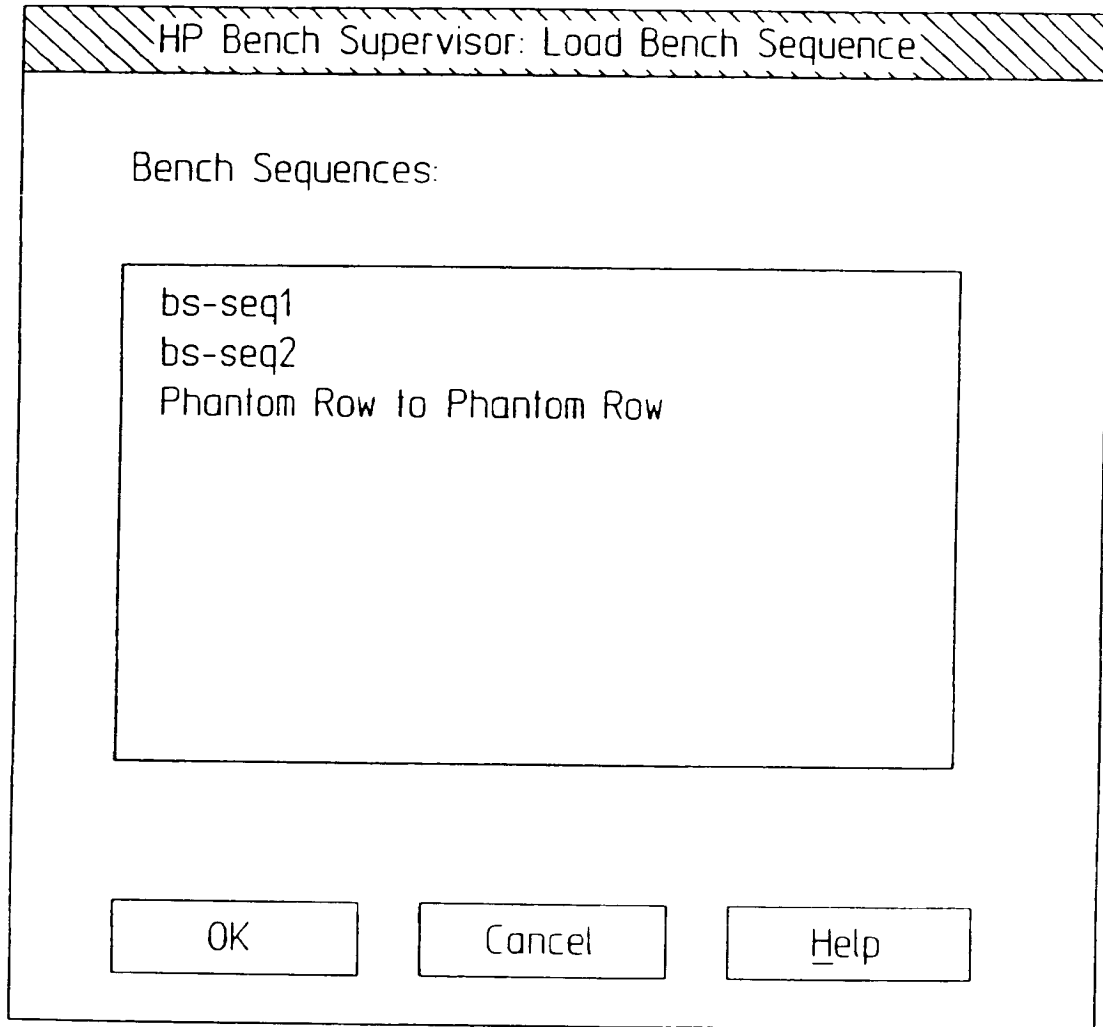 HP Bench Supervisor: Load Bench Sequence
Bench Sequences:
bs-seq1
bs-seq2
Phantom Row to Phantom Row
OK
Cancel
Help